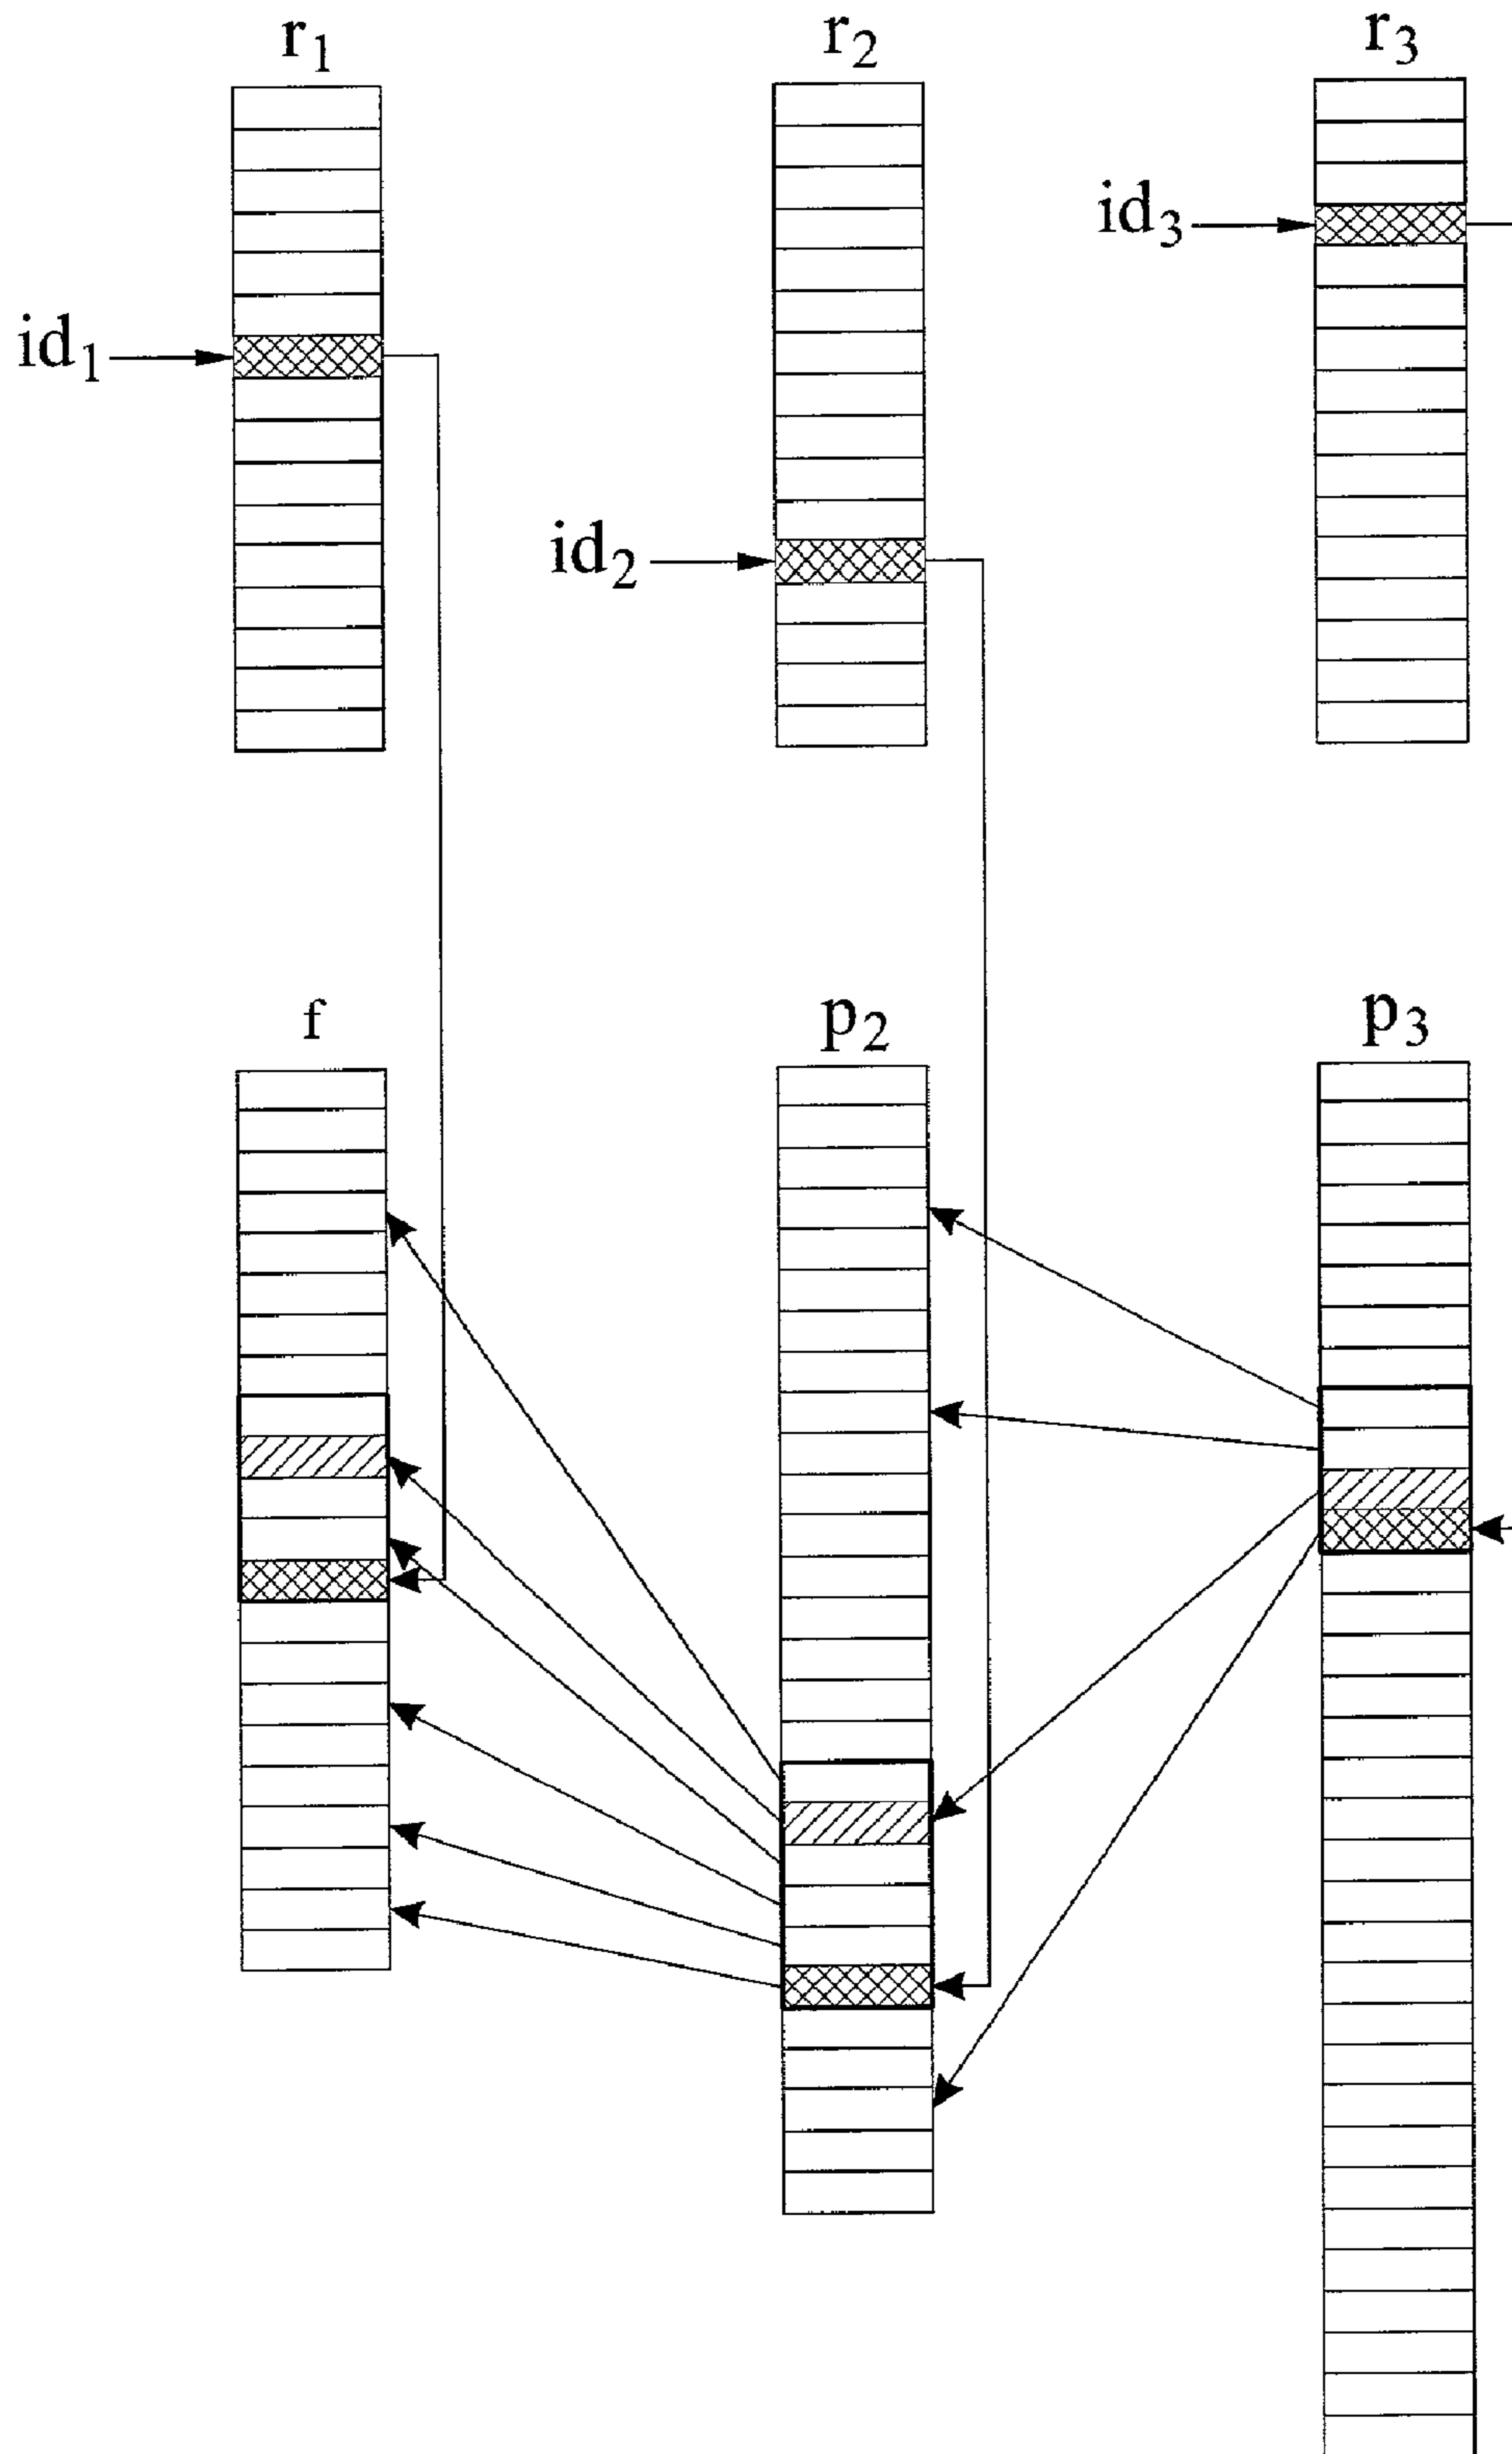 r₁ r₂ r₃
id₃
id₁
id₂
f p₂ p₃